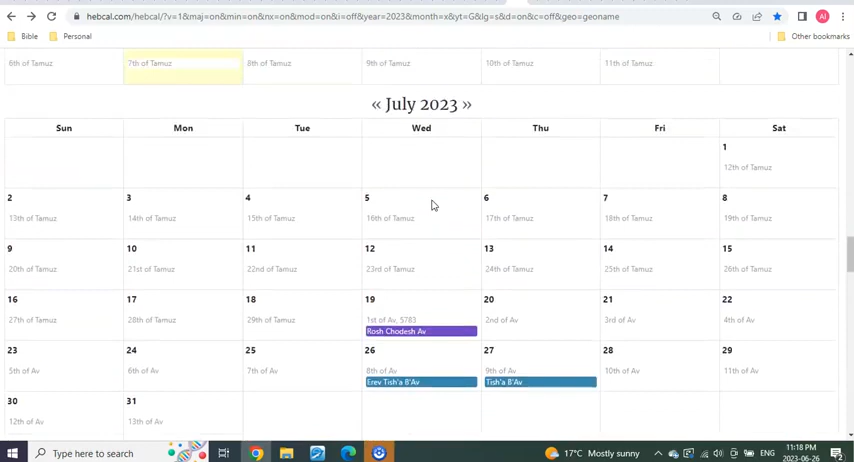 hebcal.com/hebcal/?v=1&maj=on&min=on&nx=on&mod=on&i=off&year=2023&month=x&yt=G&lg=s&d=on&c=off&geo=geoname
AI
Bible Personal Other bookmarks
6th of Tamuz 7th of Tamuz 8th of Tamuz 9th of Tamuz 10th of Tamuz 11th of Tamuz
« July 2023 »
Sun Mon Tue Wed Thu Fri Sat
1
12th of Tamuz
2 3 4 5 6 7 8
13th of Tamuz 14th of Tamuz 15th of Tamuz 16th of Tamuz 17th of Tamuz 18th of Tamuz 19th of Tamuz
9 10 11 12 13 14 15
20th of Tamuz 21st of Tamuz 22nd of Tamuz 23rd of Tamuz 24th of Tamuz 25th of Tamuz 26th of Tamuz
16 17 18 19 20 21 22
27th of Tamuz 28th of Tamuz 29th of Tamuz 1st of Av, 5783 2nd of Av 3rd of Av 4th of Av
Rosh Chodesh Av
23 24 25 26 27 28 29
5th of Av 6th of Av 7th of Av 8th of Av 9th of Av 10th of Av 11th of Av
Erev Tish'a B'Av Tish'a B'Av
30 31
12th of Av 13th of Av
Type here to search
17°C Mostly sunny
ENG
11:18 PM
2023-06-26
2